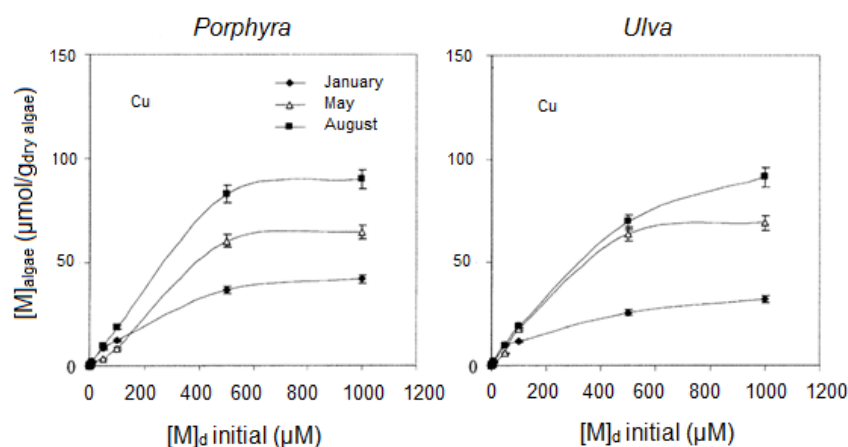 Porphyra
Ulva
150
100
50
0
[M]algae (µmol/gdry algae)
Cu
January
May
August
0 200 400 600 800 1000 1200
[M]d initial (µM)
150
100
50
0
Cu
0 200 400 600 800 1000 1200
[M]d initial (µM)